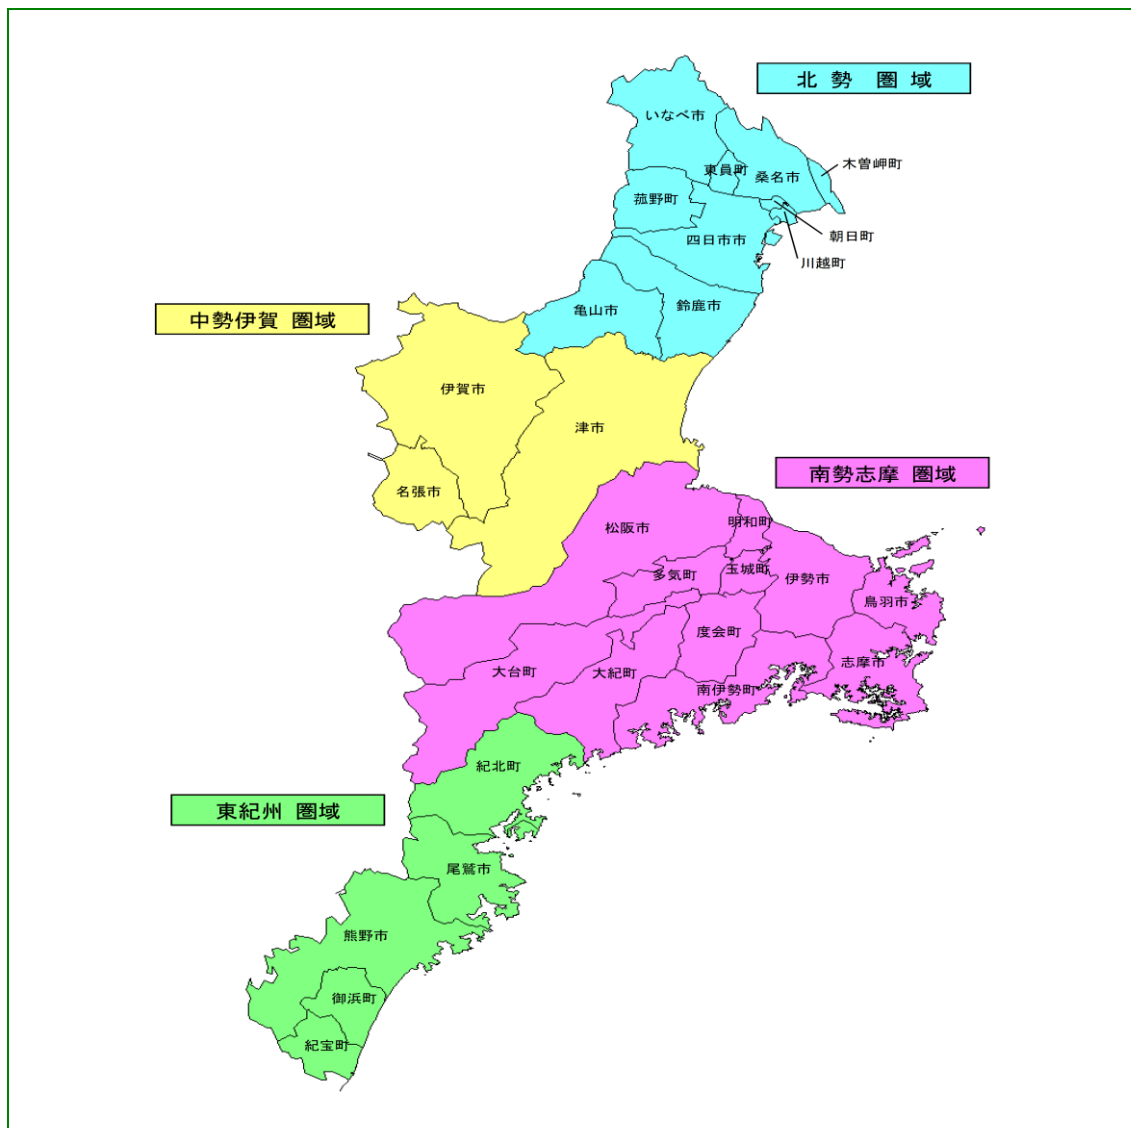 北勢 圏域
いなべ市
東員町
桑名市
木曽岬町
菰野町
四日市市
朝日町
川越町
亀山市
鈴鹿市
中勢伊賀 圏域
伊賀市
津市
名張市
南勢志摩 圏域
松阪市
明和町
多気町
玉城町
伊勢市
鳥羽市
度会町
志摩市
大台町
大紀町
南伊勢町
紀北町
東紀州 圏域
尾鷲市
熊野市
御浜町
紀宝町